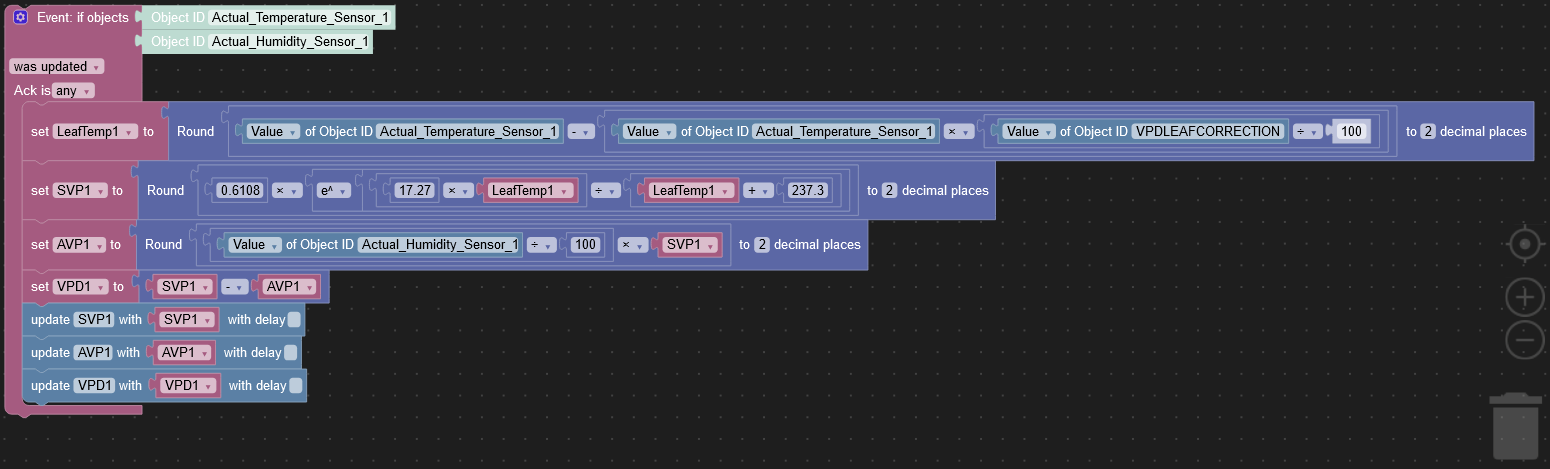 Event: if objects Object ID Actual_Temperature_Sensor_1
Object ID Actual_Humidity_Sensor_1
was updated
Ack is any
set LeafTemp1 to Round Value of Object ID Actual_Temperature_Sensor_1 - Value of Object ID Actual_Temperature_Sensor_1 × Value of Object ID VPDLEAFCORRECTION ÷ 100 to 2 decimal places
set SVP1 to Round 0.6108 × e^ 17.27 × LeafTemp1 ÷ LeafTemp1 + 237.3 to 2 decimal places
set AVP1 to Round Value of Object ID Actual_Humidity_Sensor_1 ÷ 100 × SVP1 to 2 decimal places
set VPD1 to SVP1 - AVP1
update SVP1 with SVP1 with delay
update AVP1 with AVP1 with delay
update VPD1 with VPD1 with delay